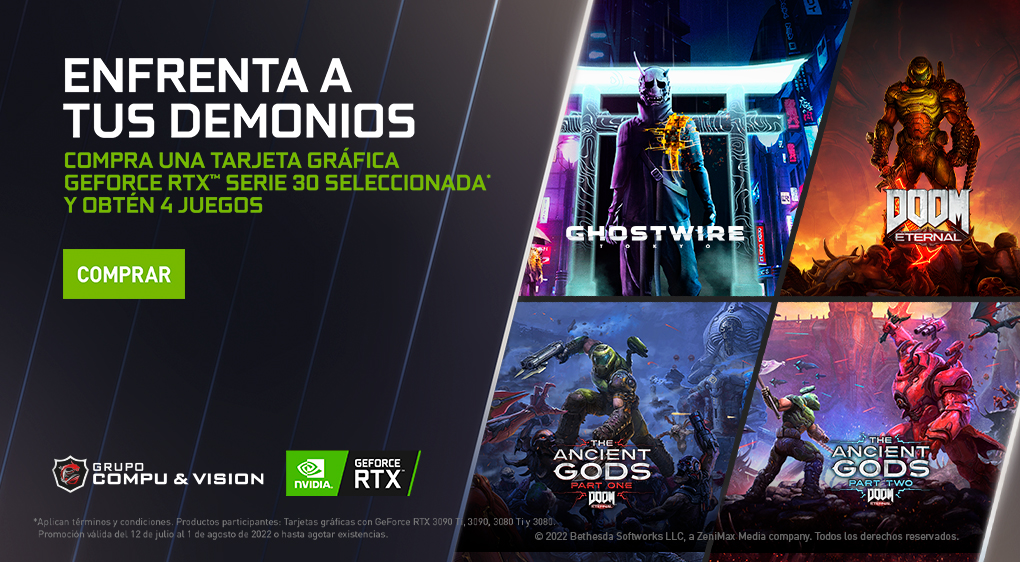 ENFRENTA A
TUS DEMONIOS
COMPRA UNA TARJETA GRÁFICA
GEFORCE RTX™ SERIE 30 SELECCIONADA*
Y OBTÉN 4 JUEGOS
COMPRAR
GHOSTWIRE
TOKYO
DOOM
ETERNAL
THE
ANCIENT
GODS
PART ONE
DOOM
ETERNAL
THE
ANCIENT
GODS
PART TWO
DOOM
ETERNAL
GRUPO
COMPU & VISION
NVIDIA.
GEFORCE
RTX
*Aplican términos y condiciones. Productos participantes: Tarjetas gráficas con GeForce RTX 3090 Ti, 3090, 3080 Ti y 3080.
Promoción válida del 12 de julio al 1 de agosto de 2022 o hasta agotar existencias.
© 2022 Bethesda Softworks LLC, a ZeniMax Media company. Todos los derechos reservados.